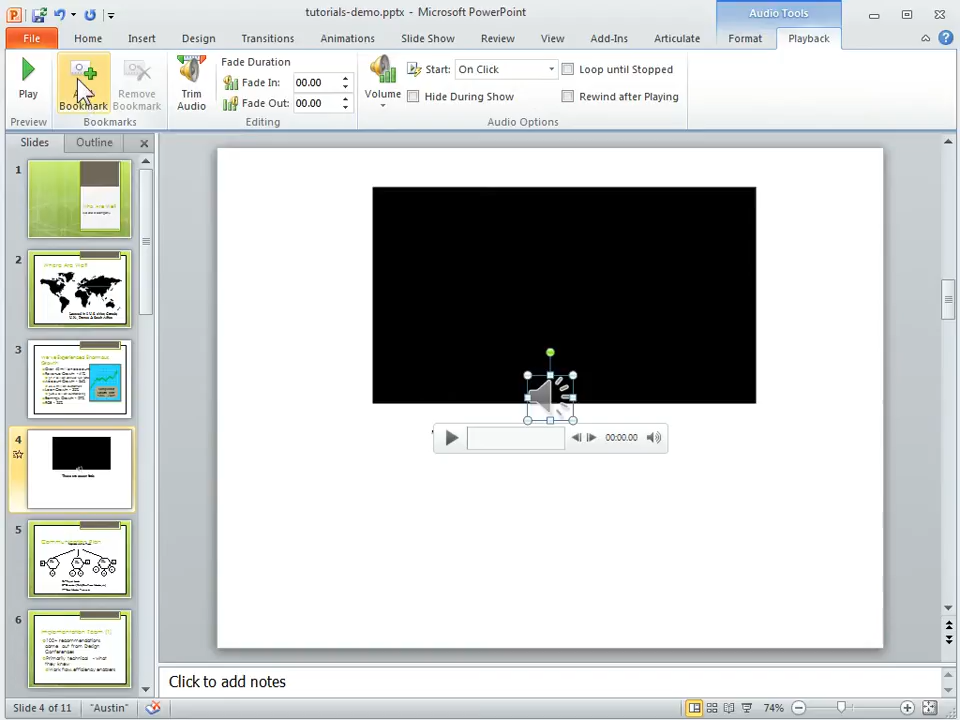 tutorials-demo.pptx - Microsoft PowerPoint
Audio Tools
File
Home
Insert
Design
Transitions
Animations
Slide Show
Review
View
Add-Ins
Articulate
Format
Playback
Play
Bookmark
Remove
Bookmark
Trim
Audio
Fade Duration
Fade In:
00.00
Fade Out:
00.00
Volume
Start:
On Click
Hide During Show
Loop until Stopped
Rewind after Playing
Preview
Bookmarks
Editing
Audio Options
Slides
Outline
1
2
3
4
5
6
Implementation Team (1)
00:00.00
Click to add notes
Slide 4 of 11
"Austin"
74%